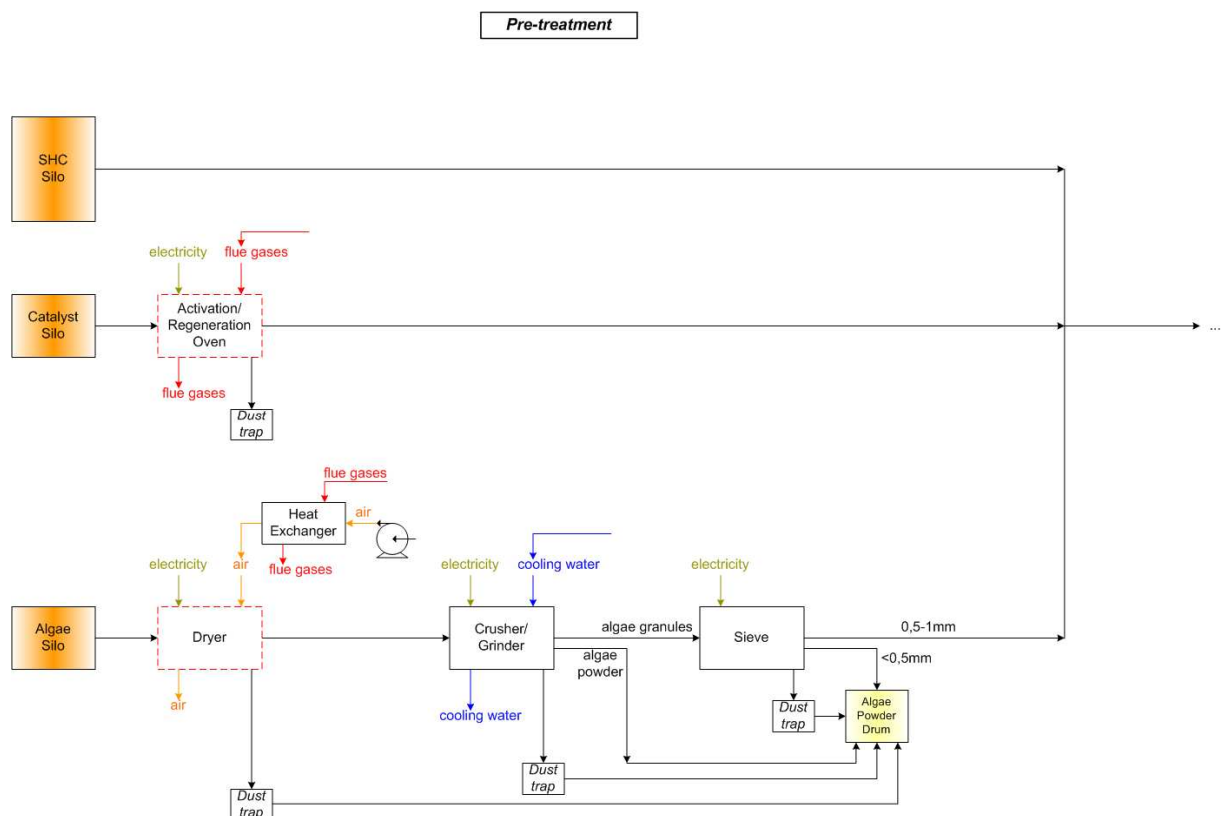 Pre-treatment
SHC
Silo
electricity
flue gases
Catalyst
Silo
Activation/
Regeneration
Oven
...
flue gases
Dust
trap
flue gases
Heat
Exchanger
air
electricity
air
flue gases
electricity
cooling water
electricity
Algae
Silo
Dryer
Crusher/
Grinder
algae granules
algae
powder
Sieve
0,5-1mm
<0,5mm
air
cooling water
Dust
trap
Algae
Powder
Drum
Dust
trap
Dust
trap